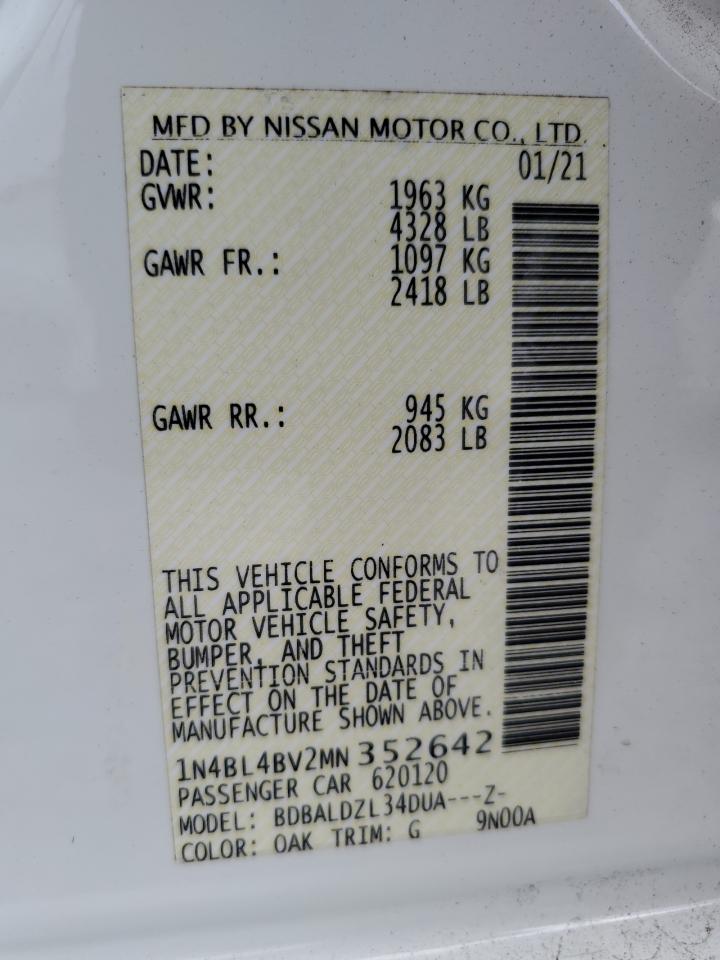 MFD BY NISSAN MOTOR CO., LTD.
DATE: 01/21
GVWR: 1963 KG
4328 LB
GAWR FR.: 1097 KG
2418 LB
GAWR RR.: 945 KG
2083 LB
THIS VEHICLE CONFORMS TO
ALL APPLICABLE FEDERAL
MOTOR VEHICLE SAFETY,
BUMPER, AND THEFT
PREVENTION STANDARDS IN
EFFECT ON THE DATE OF
MANUFACTURE SHOWN ABOVE.
1N4BL4BV2MN352642
PASSENGER CAR 620120
MODEL: BDBALDZL34DUA---Z-
COLOR: OAK TRIM: G 9N00A